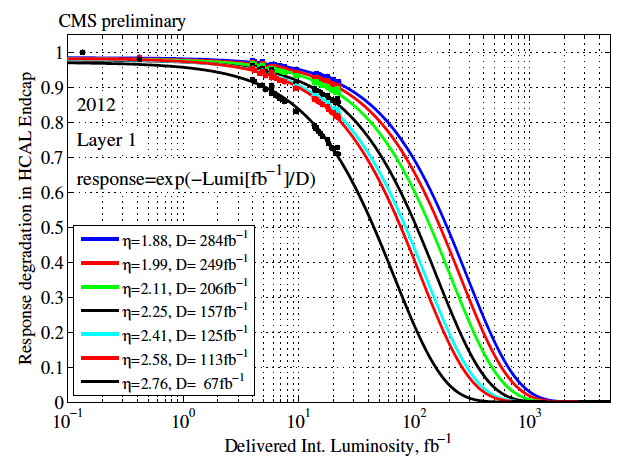 CMS preliminary
Response degradation in HCAL Endcap
1
0.9
0.8
0.7
0.6
0.5
0.4
0.3
0.2
0.1
0
2012
Layer 1
response=exp(−Lumi[fb⁻¹]/D)
η=1.88, D= 284fb⁻¹
η=1.99, D= 249fb⁻¹
η=2.11, D= 206fb⁻¹
η=2.25, D= 157fb⁻¹
η=2.41, D= 125fb⁻¹
η=2.58, D= 113fb⁻¹
η=2.76, D= 67fb⁻¹
10⁻¹ 10⁰ 10¹ 10² 10³
Delivered Int. Luminosity, fb⁻¹